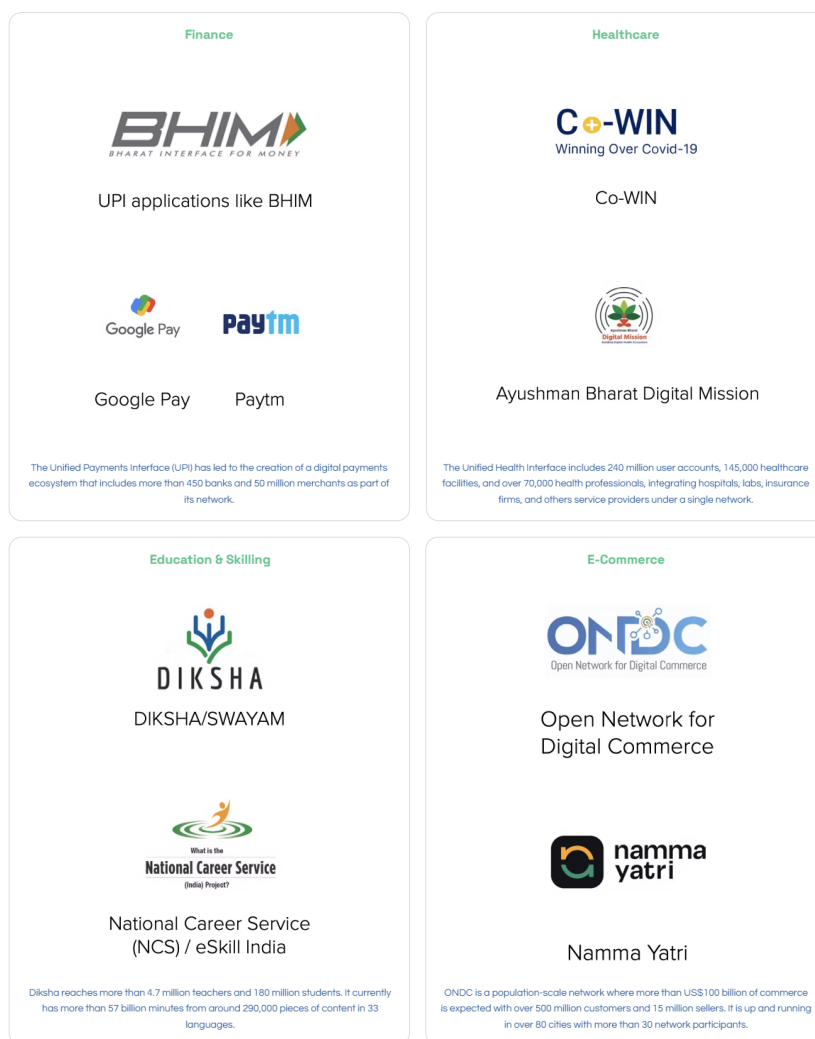 Finance
BHIM
BHARAT INTERFACE FOR MONEY
UPI applications like BHIM
Google Pay
Paytm
Google Pay
Paytm
The Unified Payments Interface (UPI) has led to the creation of a digital payments
ecosystem that includes more than 450 banks and 50 million merchants as part of
its network.
Healthcare
Co-WIN
Winning Over Covid-19
Co-WIN
Ayushman Bharat
Digital Mission
Ayushman Bharat Digital Mission
The Unified Health Interface includes 240 million user accounts, 145,000 healthcare
facilities, and over 70,000 health professionals, integrating hospitals, labs, insurance
firms, and others service providers under a single network.
Education & Skilling
DIKSHA
DIKSHA/SWAYAM
What is the
National Career Service
(India) Project?
National Career Service
(NCS) / eSkill India
Diksha reaches more than 4.7 million teachers and 180 million students. It currently
has more than 57 billion minutes from around 290,000 pieces of content in 33
languages.
E-Commerce
ONDC
Open Network for Digital Commerce
Open Network for
Digital Commerce
namma
yatri
Namma Yatri
ONDC is a population-scale network where more than US$100 billion of commerce
is expected with over 500 million customers and 15 million sellers. It is up and running
in over 80 cities with more than 30 network participants.